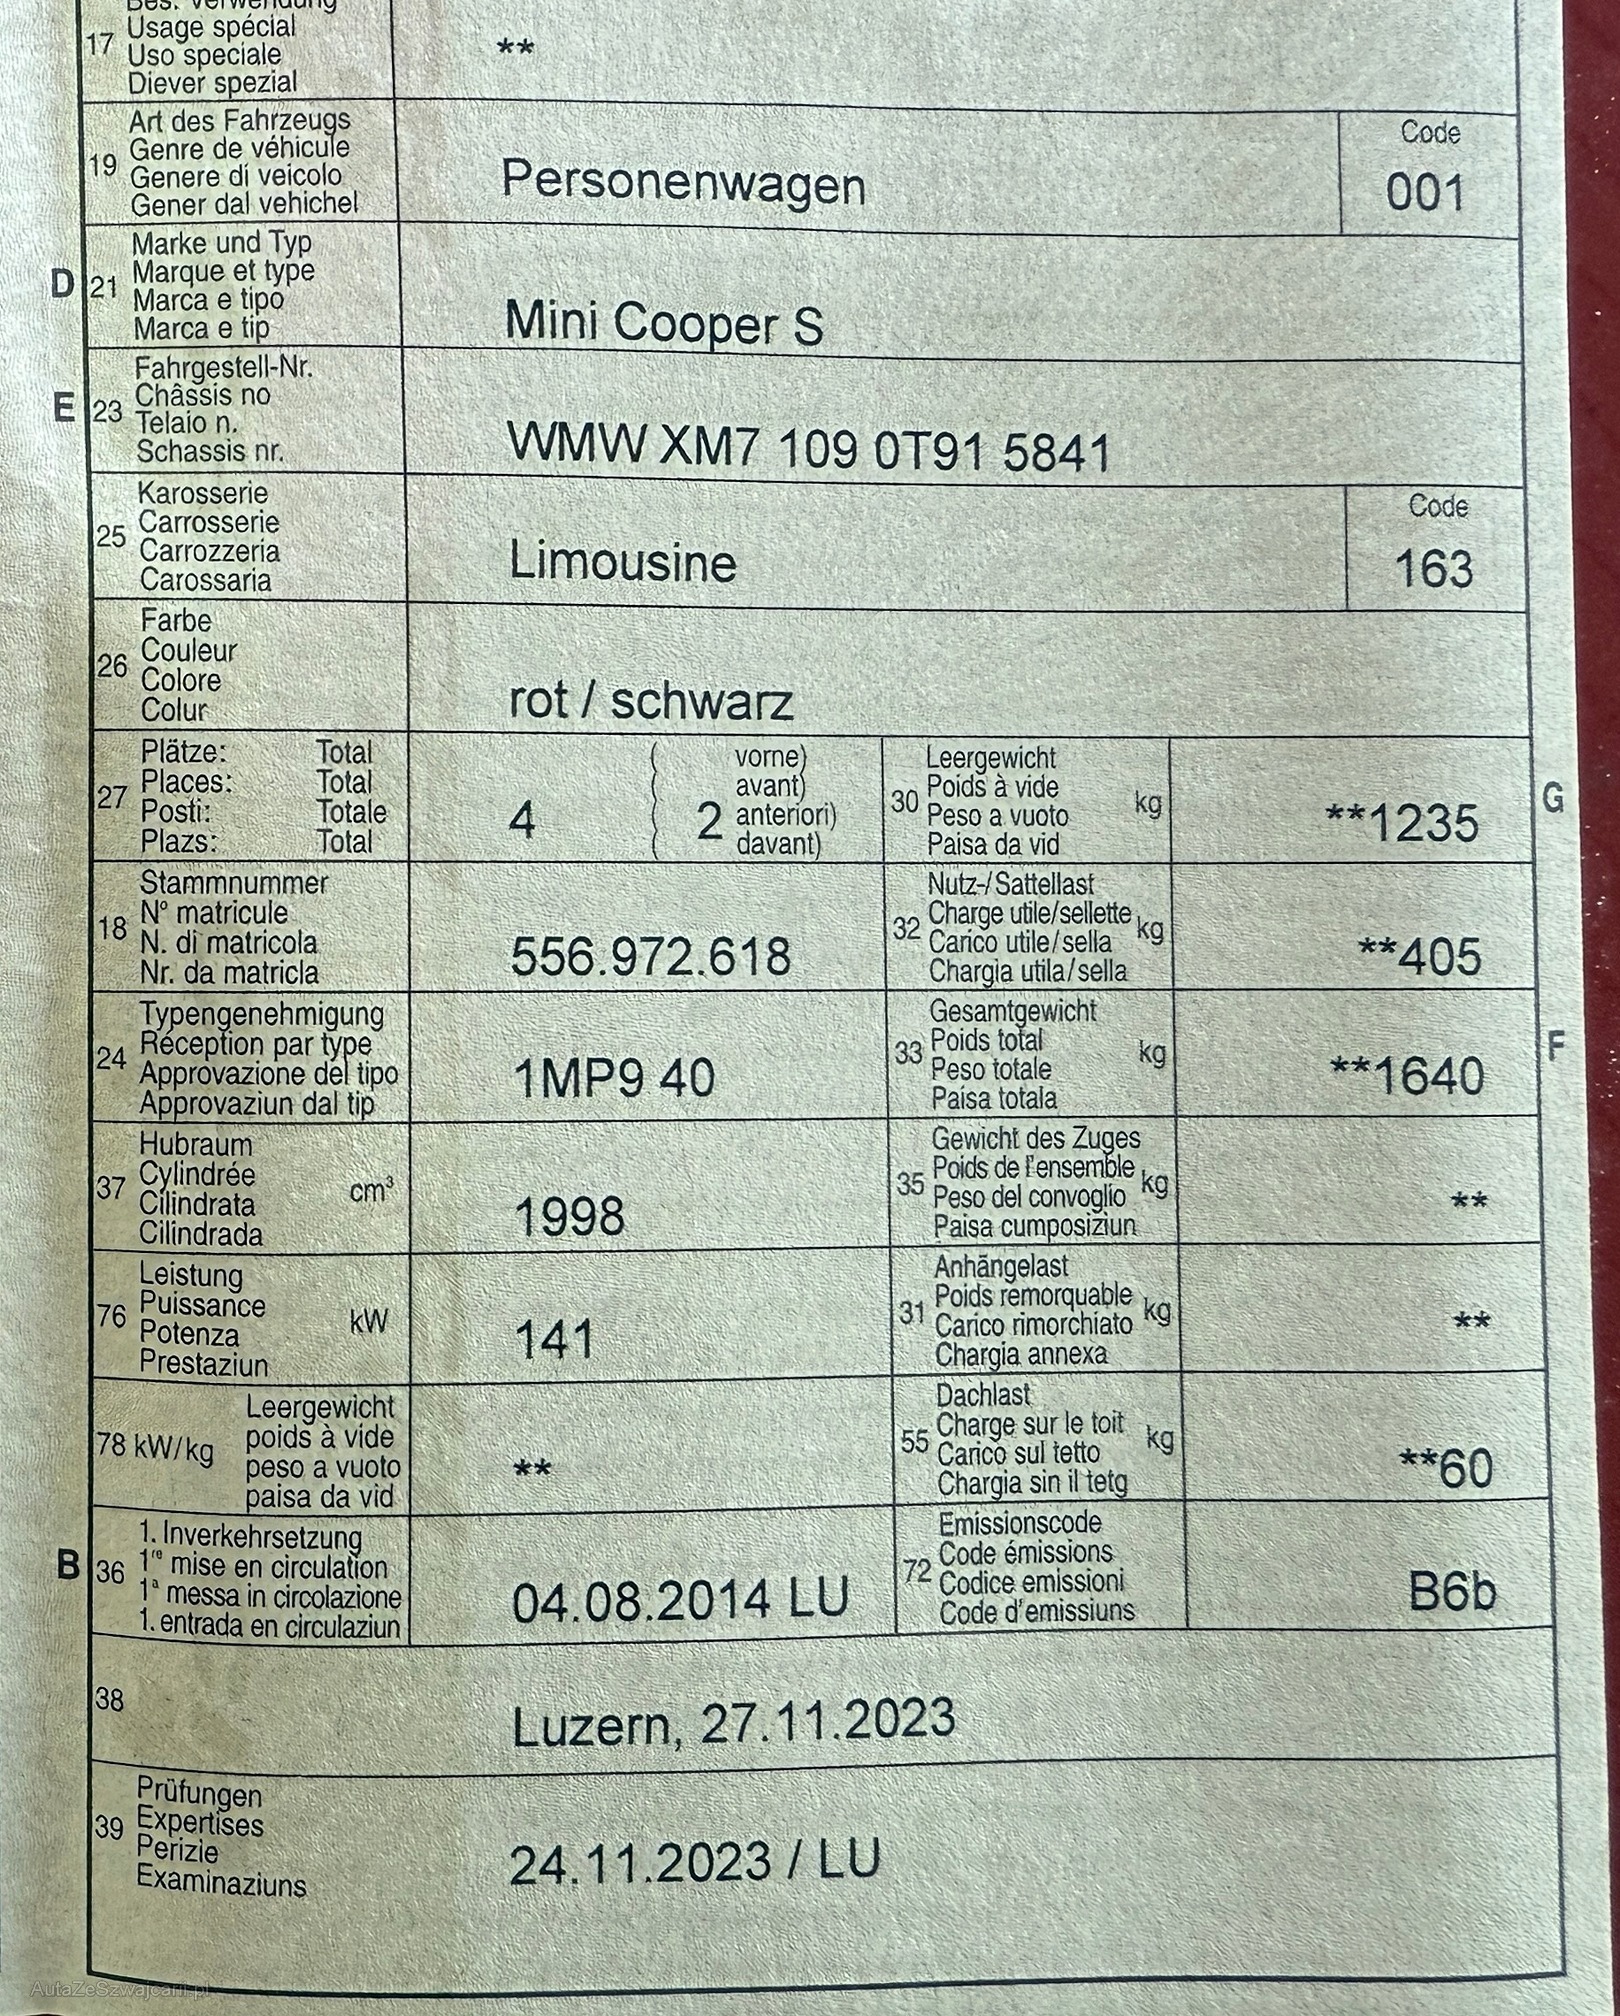 Bes. Verwendung
17 Usage spécial
Uso speciale
Diever spezial
**
19 Art des Fahrzeugs
Genre de véhicule
Genere di veicolo
Gener dal vehichel
Personenwagen
Code
001
D 21 Marke und Typ
Marque et type
Marca e tipo
Marca e tip
Mini Cooper S
E 23 Fahrgestell-Nr.
Châssis no
Telaio n.
Schassis nr.
WMW XM7 109 0T91 5841
25 Karosserie
Carrosserie
Carrozzeria
Carossaria
Limousine
Code
163
26 Farbe
Couleur
Colore
Colur
rot / schwarz
27 Plätze: Total
Places: Total
Posti: Totale
Plazs: Total
4
( 2 vorne)
( avant)
( anteriori)
( davant)
30 Leergewicht
Poids à vide
Peso a vuoto
Paisa da vid
kg
**1235
G
18 Stammnummer
N° matricule
N. di matricola
Nr. da matricla
556.972.618
32 Nutz-/Sattellast
Charge utile/sellette
Carico utile/sella
Chargia utila/sella
kg
**405
24 Typengenehmigung
Réception par type
Approvazione del tipo
Approvaziun dal tip
1MP9 40
33 Gesamtgewicht
Poids total
Peso totale
Paisa totala
kg
**1640
F
37 Hubraum
Cylindrée
Cilindrata
Cilindrada
cm³
1998
35 Gewicht des Zuges
Poids de l'ensemble
Peso del convoglio
Paisa cumposiziun
kg
**
76 Leistung
Puissance
Potenza
Prestaziun
kW
141
31 Anhängelast
Poids remorquable
Carico rimorchiato
Chargia annexa
kg
**
78 kW/kg
Leergewicht
poids à vide
peso a vuoto
paisa da vid
**
55 Dachlast
Charge sur le toit
Carico sul tetto
Chargia sin il tetg
kg
**60
B 36 1. Inverkehrsetzung
1re mise en circulation
1a messa in circolazione
1. entrada en circulaziun
04.08.2014 LU
72 Emissionscode
Code émissions
Codice emissioni
Code d'emissiuns
B6b
38
Luzern, 27.11.2023
39 Prüfungen
Expertises
Perizie
Examinaziuns
24.11.2023 / LU
AutaZeSzwajcarii.pl